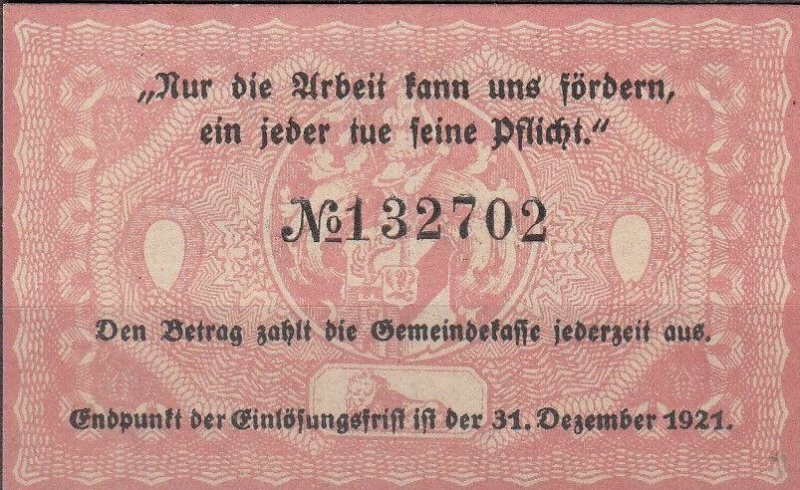 „Nur die Arbeit kann uns fördern,
ein jeder tue seine Pflicht.“
№132702
Den Betrag zahlt die Gemeindekasse jederzeit aus.
Endpunkt der Einlösungsfrist ist der 31. Dezember 1921.